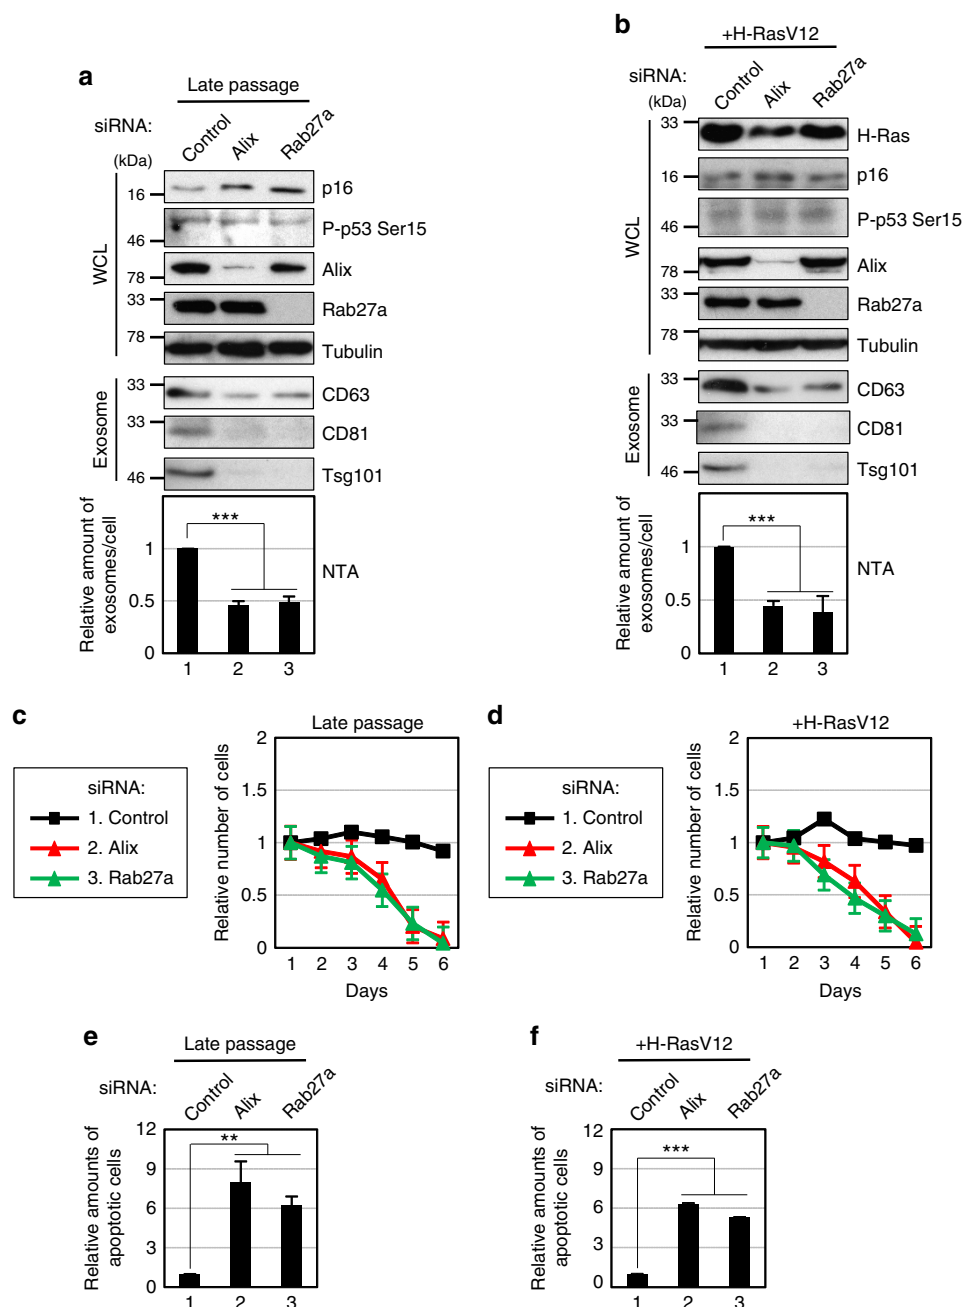 a
Late passage
siRNA:
Control
Alix
Rab27a
(kDa)
WCL
16
p16
46
P-p53 Ser15
78
Alix
33
Rab27a
78
Tubulin
Exosome
33
CD63
33
CD81
46
Tsg101
Relative amount of
exosomes/cell
1
0.5
0
***
NTA
1 2 3
b
+H-RasV12
siRNA:
Control
Alix
Rab27a
(kDa)
WCL
33
H-Ras
16
p16
46
P-p53 Ser15
78
Alix
33
Rab27a
78
Tubulin
Exosome
33
CD63
33
CD81
46
Tsg101
Relative amount of
exosomes/cell
1
0.5
0
***
NTA
1 2 3
c
Late passage
siRNA:
1. Control
2. Alix
3. Rab27a
Relative number of cells
2
1.5
1
0.5
0
1 2 3 4 5 6
Days
d
+H-RasV12
siRNA:
1. Control
2. Alix
3. Rab27a
Relative number of cells
2
1.5
1
0.5
0
1 2 3 4 5 6
Days
e
Late passage
siRNA:
Control
Alix
Rab27a
Relative amounts of
apoptotic cells
12
9
6
3
0
**
1 2 3
f
+H-RasV12
siRNA:
Control
Alix
Rab27a
Relative amounts of
apoptotic cells
12
9
6
3
0
***
1 2 3